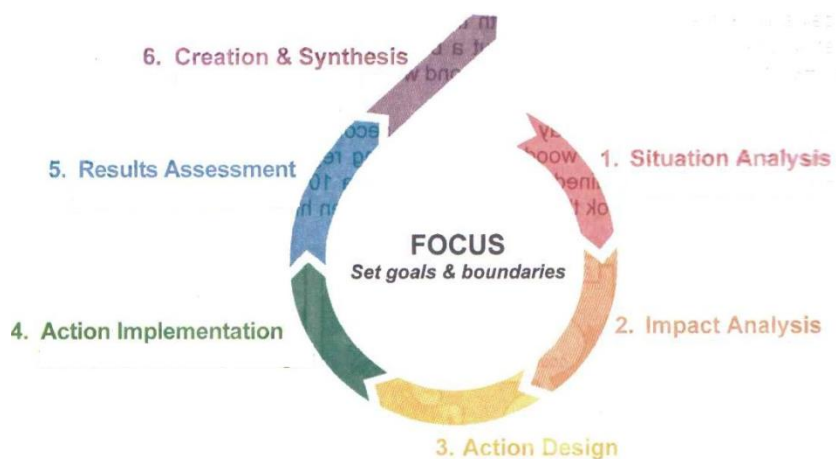 6. Creation & Synthesis
5. Results Assessment
1. Situation Analysis
FOCUS
Set goals & boundaries
4. Action Implementation
2. Impact Analysis
3. Action Design